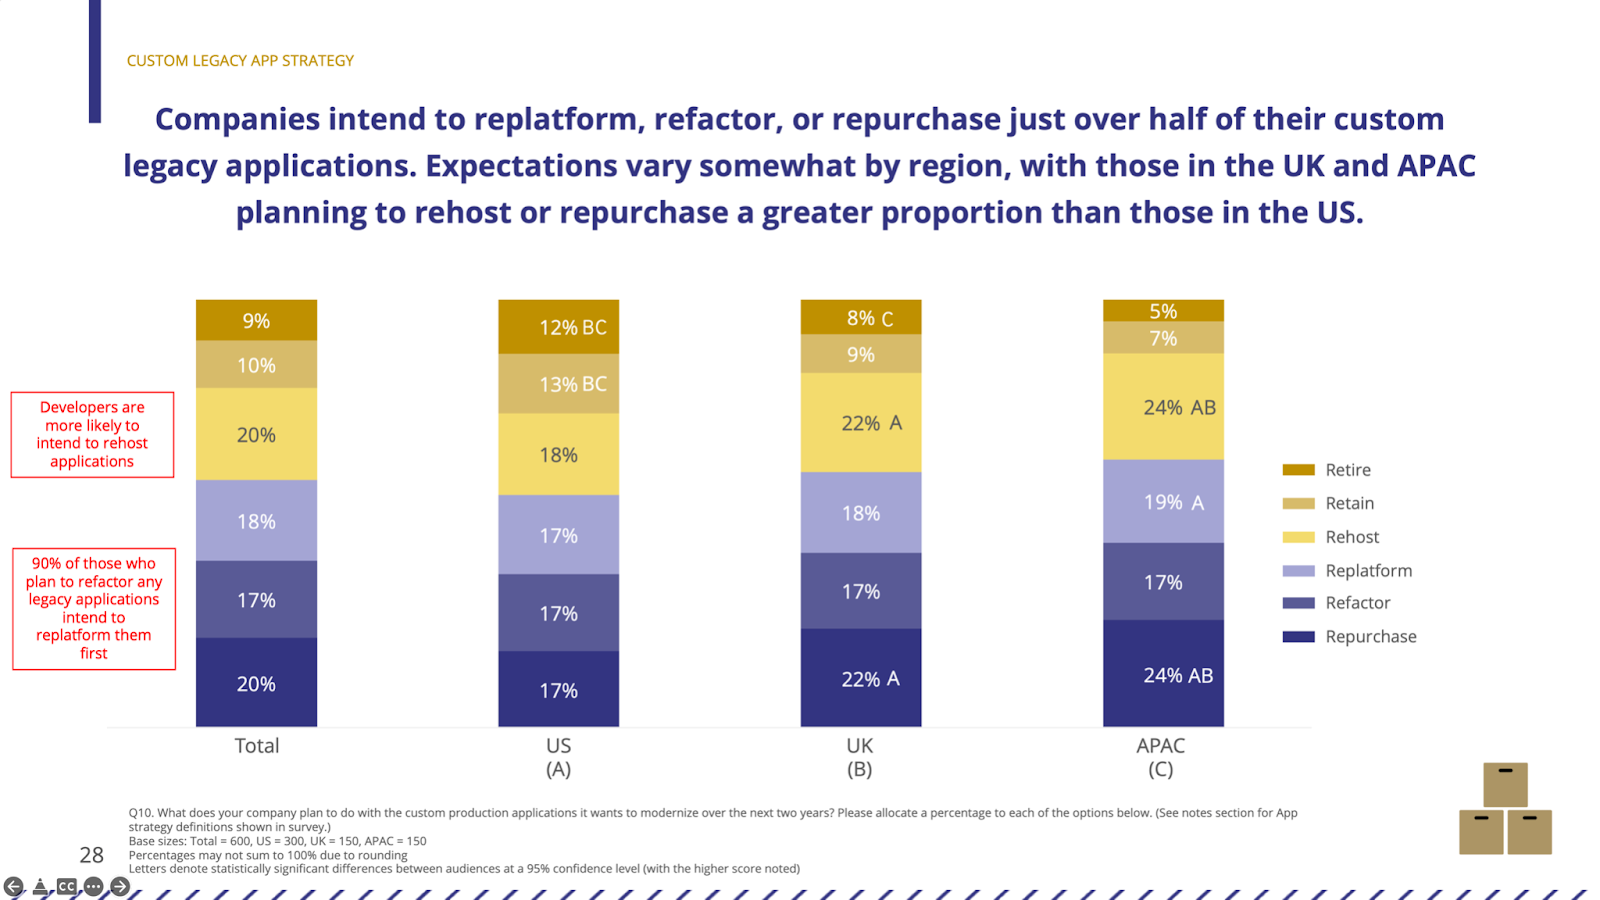 CUSTOM LEGACY APP STRATEGY
Companies intend to replatform, refactor, or repurchase just over half of their custom
legacy applications. Expectations vary somewhat by region, with those in the UK and APAC
planning to rehost or repurchase a greater proportion than those in the US.
Developers are
more likely to
intend to rehost
applications
90% of those who
plan to refactor any
legacy applications
intend to
replatform them
first
9%
10%
20%
18%
17%
20%
Total
12% BC
13% BC
18%
17%
17%
17%
US
(A)
8% C
9%
22% A
18%
17%
22% A
UK
(B)
5%
7%
24% AB
19% A
17%
24% AB
APAC
(C)
Retire
Retain
Rehost
Replatform
Refactor
Repurchase
Q10. What does your company plan to do with the custom production applications it wants to modernize over the next two years? Please allocate a percentage to each of the options below. (See notes section for App
strategy definitions shown in survey.)
Base sizes: Total = 600, US = 300, UK = 150, APAC = 150
Percentages may not sum to 100% due to rounding
Letters denote statistically significant differences between audiences at a 95% confidence level (with the higher score noted)
28
CC